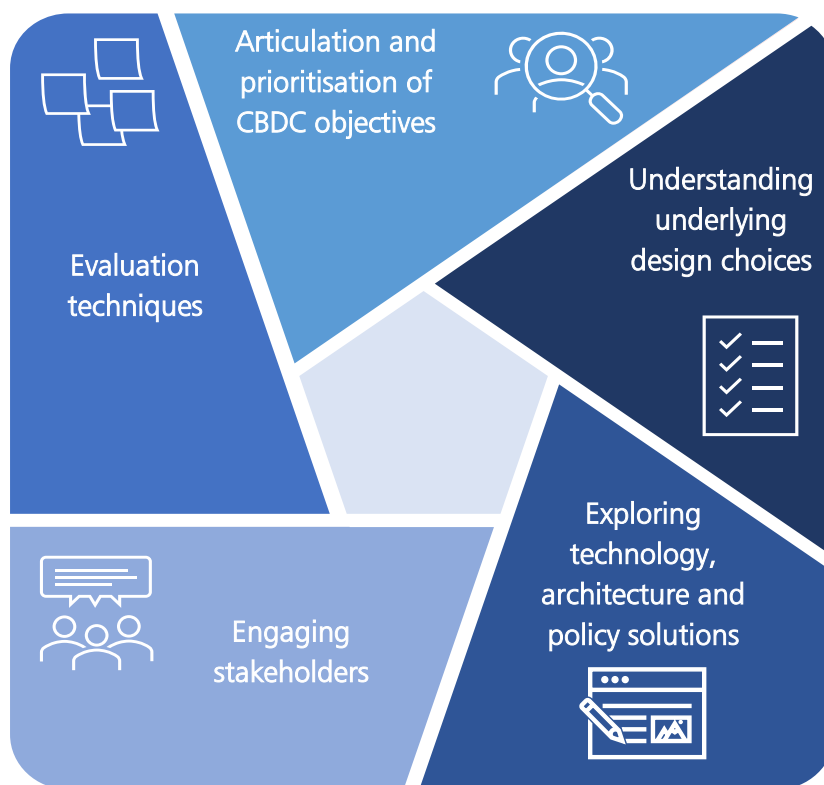 Articulation and
prioritisation of
CBDC objectives
Understanding
underlying
design choices
Exploring
technology,
architecture and
policy solutions
Engaging
stakeholders
Evaluation
techniques